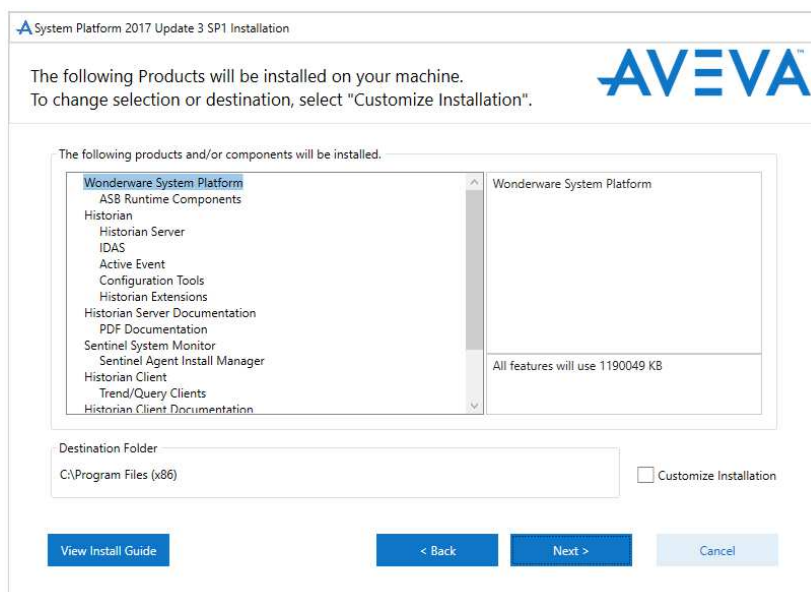 System Platform 2017 Update 3 SP1 Installation
The following Products will be installed on your machine.
To change selection or destination, select "Customize Installation".
AVEVA™
The following products and/or components will be installed.
Wonderware System Platform
ASB Runtime Components
Historian
Historian Server
IDAS
Active Event
Configuration Tools
Historian Extensions
Historian Server Documentation
PDF Documentation
Sentinel System Monitor
Sentinel Agent Install Manager
Historian Client
Trend/Query Clients
Historian Client Documentation
Wonderware System Platform
All features will use 1190049 KB
Destination Folder
C:\Program Files (x86)
Customize Installation
View Install Guide
< Back
Next >
Cancel